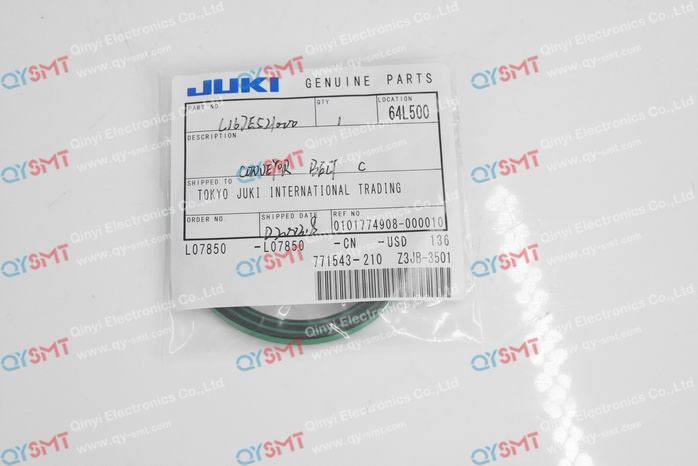 JUKI GENUINE PARTS
PART NO. QTY LOCATION
L167E521000 1 64L500
DESCRIPTION
CONVEYOR BELT C
SHIPPED TO
TOKYO JUKI INTERNATIONAL TRADING
ORDER NO. SHIPPED DATE REF NO.
0101774908-000010
L07850 -L07850 -CN -USD 136
771543-210 Z3JB-3501
QYSMT
Qinyi Electronics Co.,Ltd
www.qy-smt.com